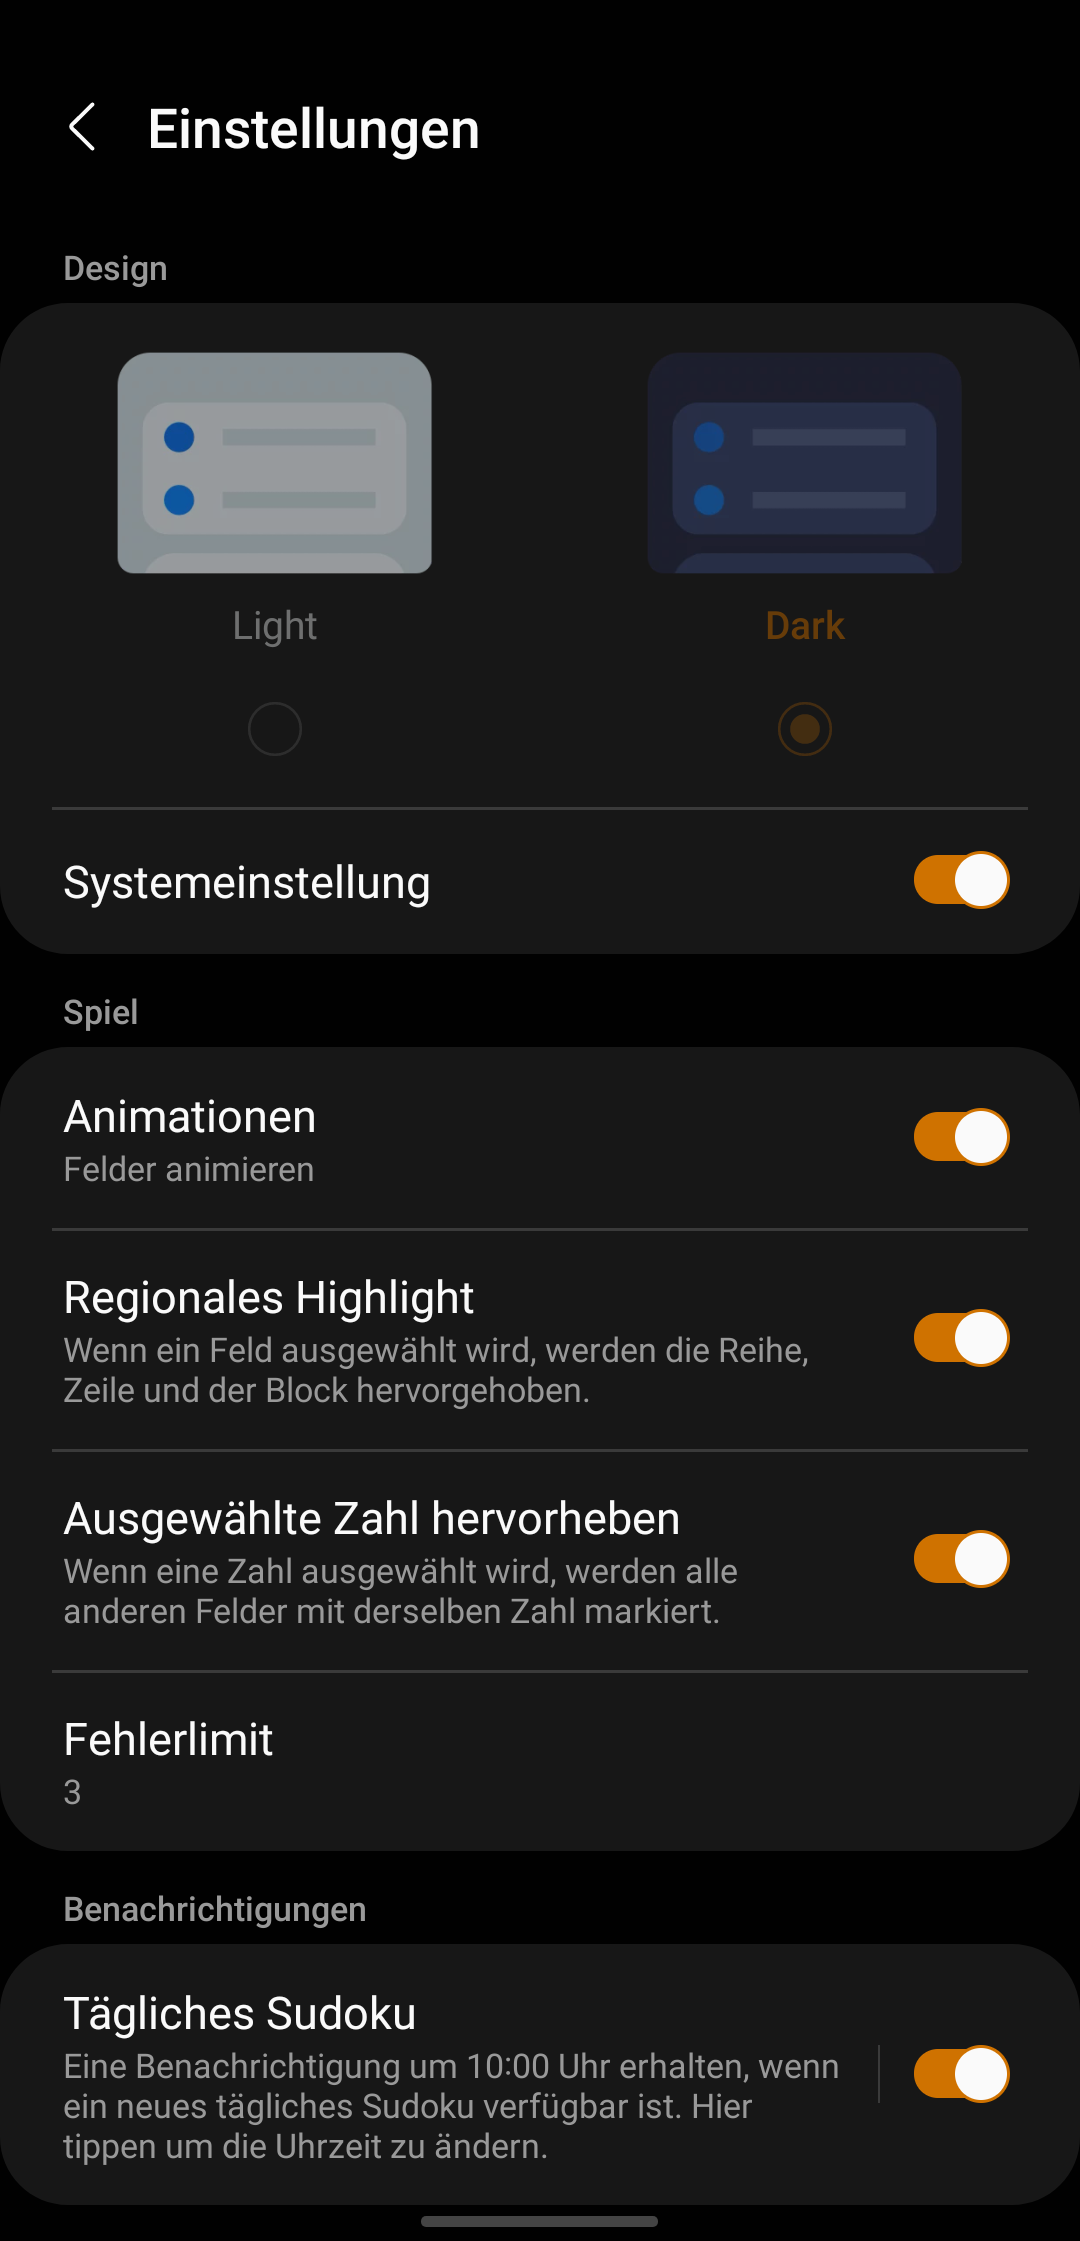 Einstellungen
Design
Light
Dark
Systemeinstellung
Spiel
Animationen
Felder animieren
Regionales Highlight
Wenn ein Feld ausgewählt wird, werden die Reihe,
Zeile und der Block hervorgehoben.
Ausgewählte Zahl hervorheben
Wenn eine Zahl ausgewählt wird, werden alle
anderen Felder mit derselben Zahl markiert.
Fehlerlimit
3
Benachrichtigungen
Tägliches Sudoku
Eine Benachrichtigung um 10:00 Uhr erhalten, wenn
ein neues tägliches Sudoku verfügbar ist. Hier
tippen um die Uhrzeit zu ändern.